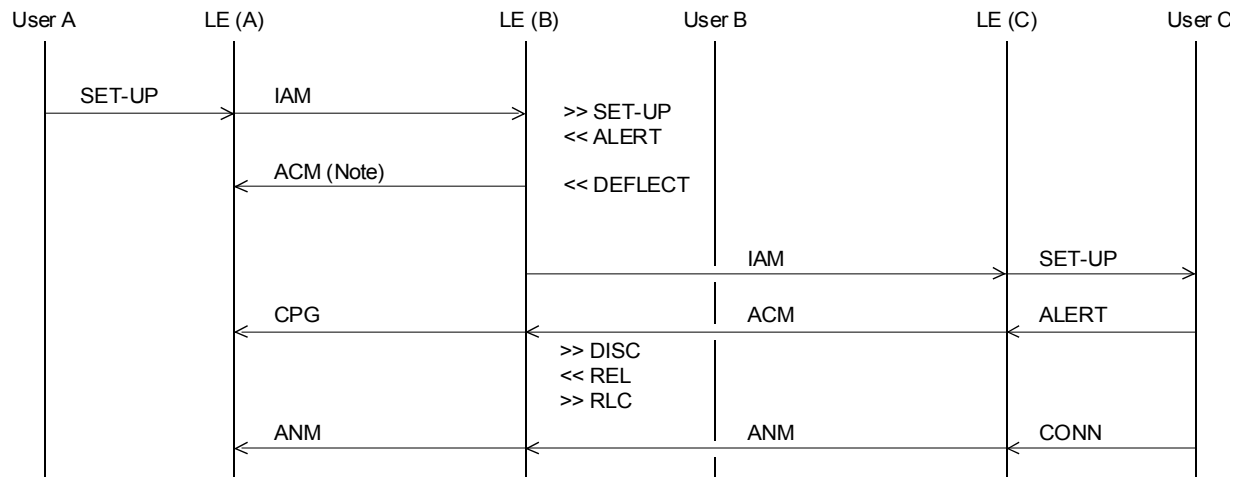 User A LE (A) LE (B) User B LE (C) User C
SET-UP IAM >> SET-UP
<< ALERT
ACM (Note) << DEFLECT
IAM SET-UP
CPG ACM ALERT
>> DISC
<< REL
>> RLC
ANM ANM CONN